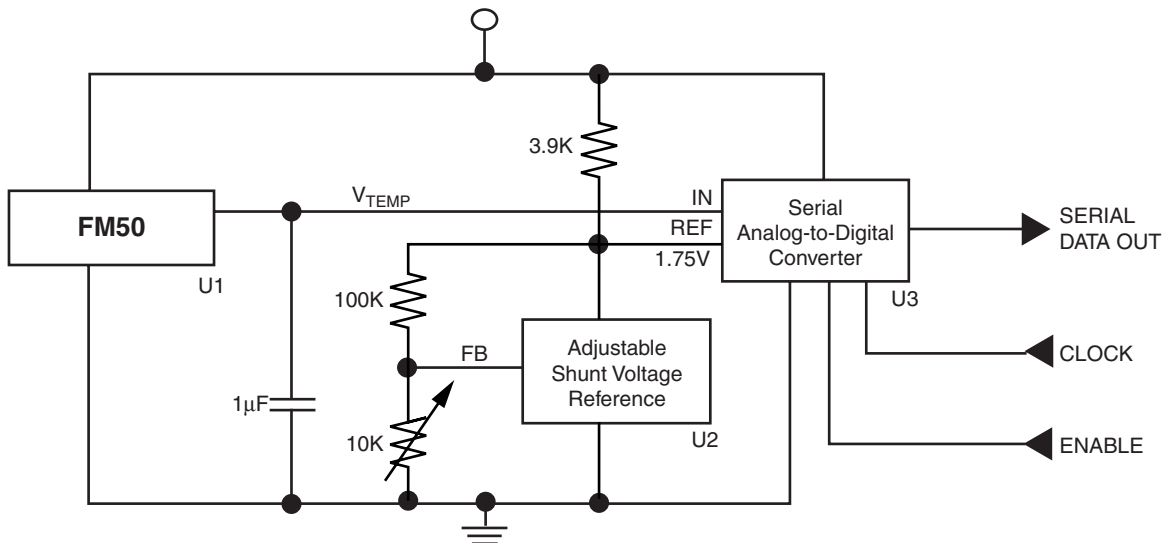 3.9K
V_TEMP
IN
FM50
U1
REF
1.75V
Serial
Analog-to-Digital
Converter
U3
SERIAL
DATA OUT
100K
FB
Adjustable
Shunt Voltage
Reference
U2
CLOCK
1μF
10K
ENABLE